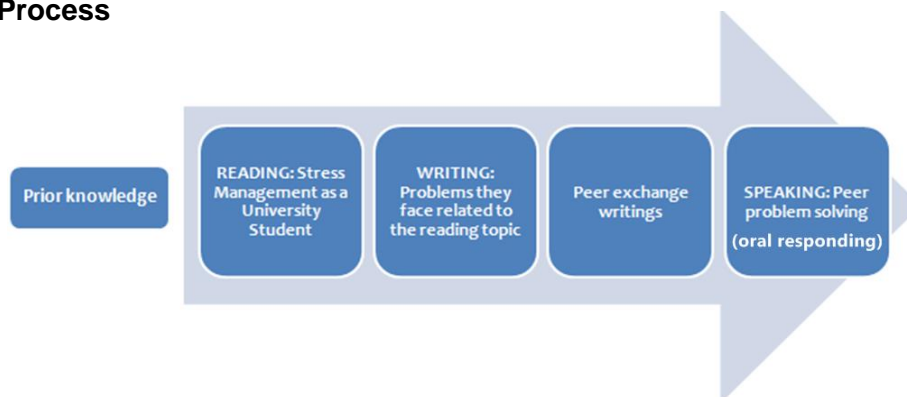 Process
Prior knowledge
READING: Stress
Management as a
University
Student
WRITING:
Problems they
face related to
the reading topic
Peer exchange
writings
SPEAKING: Peer
problem solving
(oral responding)